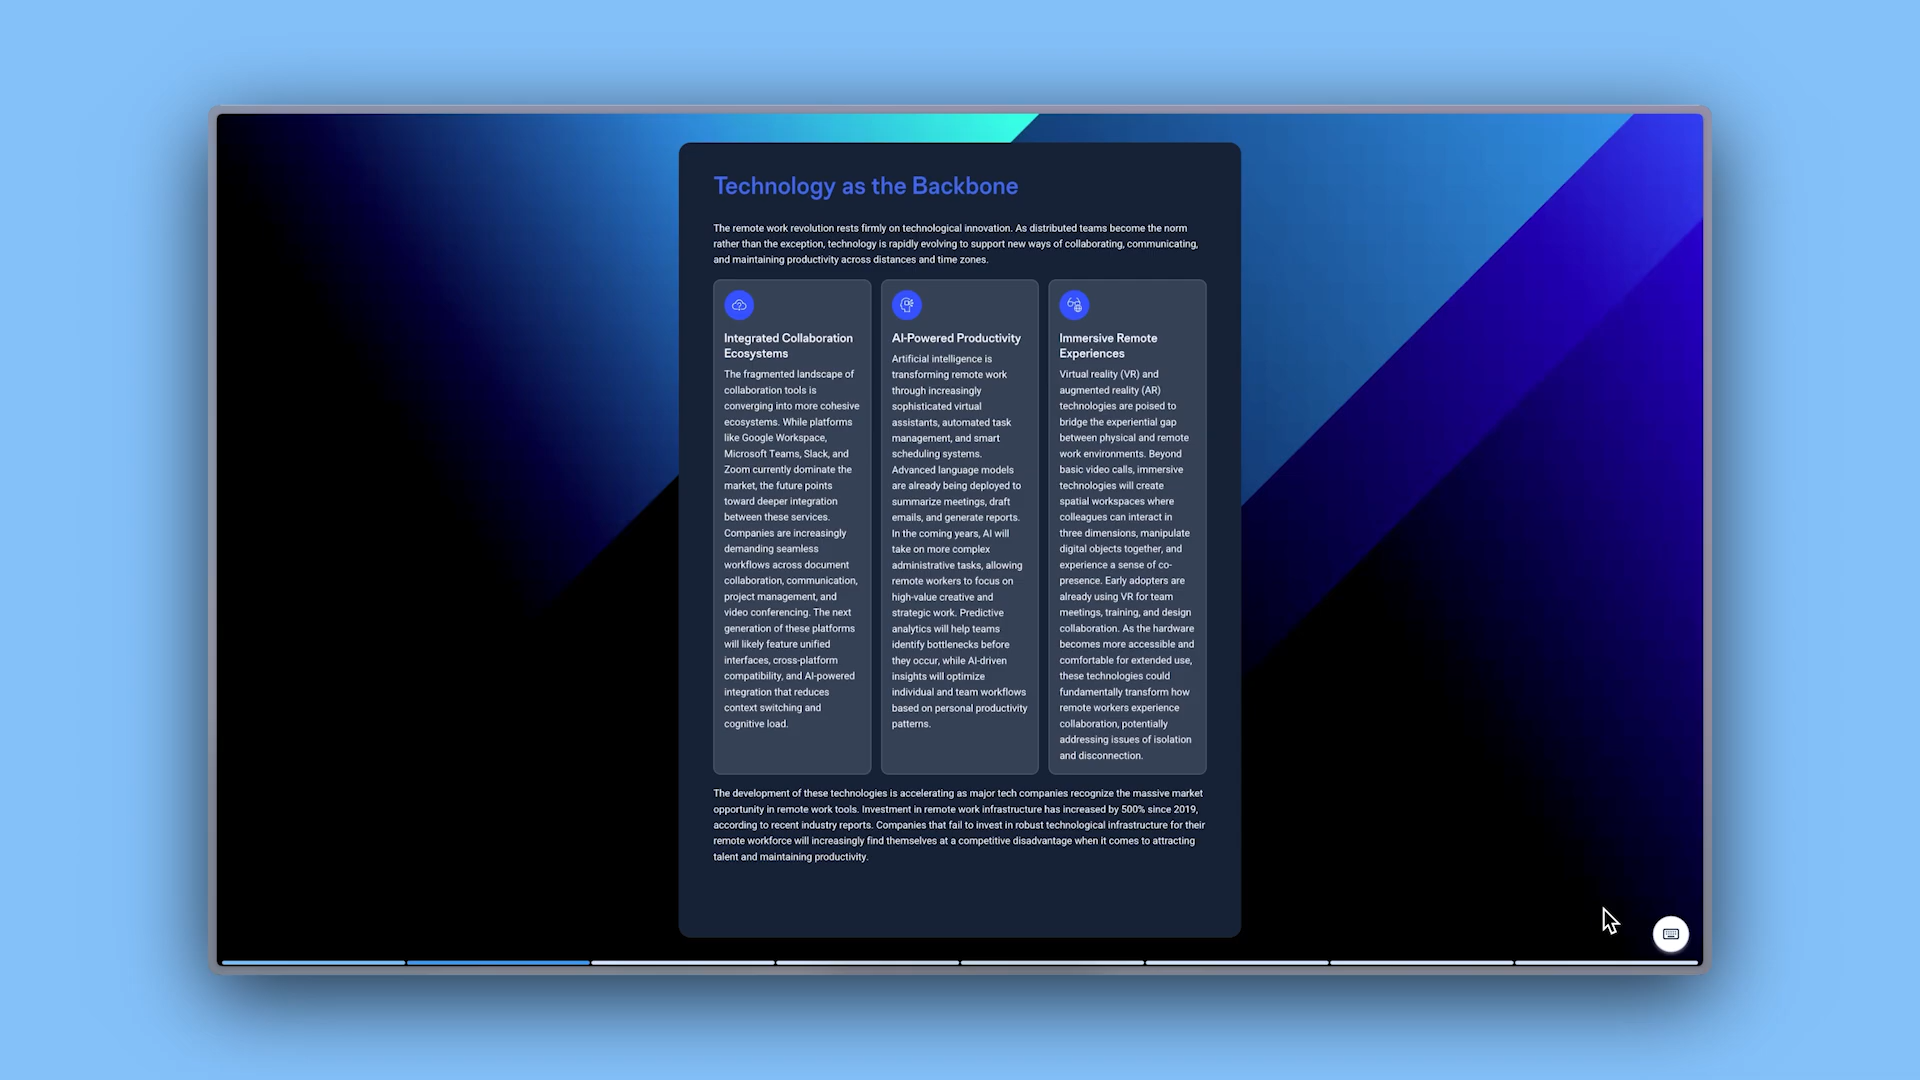 Technology as the Backbone
The remote work revolution rests firmly on technological innovation. As distributed teams become the norm
rather than the exception, technology is rapidly evolving to support new ways of collaborating, communicating,
and maintaining productivity across distances and time zones.
Integrated Collaboration
Ecosystems
The fragmented landscape of
collaboration tools is
converging into more cohesive
ecosystems. While platforms
like Google Workspace,
Microsoft Teams, Slack, and
Zoom currently dominate the
market, the future points
toward deeper integration
between these services.
Companies are increasingly
demanding seamless
workflows across document
collaboration, communication,
project management, and
video conferencing. The next
generation of these platforms
will likely feature unified
interfaces, cross-platform
compatibility, and AI-powered
integration that reduces
context switching and
cognitive load.
AI-Powered Productivity
Artificial intelligence is
transforming remote work
through increasingly
sophisticated virtual
assistants, automated task
management, and smart
scheduling systems.
Advanced language models
are already being deployed to
summarize meetings, draft
emails, and generate reports.
In the coming years, AI will
take on more complex
administrative tasks, allowing
remote workers to focus on
high-value creative and
strategic work. Predictive
analytics will help teams
identify bottlenecks before
they occur, while AI-driven
insights will optimize
individual and team workflows
based on personal productivity
patterns.
Immersive Remote
Experiences
Virtual reality (VR) and
augmented reality (AR)
technologies are poised to
bridge the experiential gap
between physical and remote
work environments. Beyond
basic video calls, immersive
technologies will create
spatial workspaces where
colleagues can interact in
three dimensions, manipulate
digital objects together, and
experience a sense of co-
presence. Early adopters are
already using VR for team
meetings, training, and design
collaboration. As the hardware
becomes more accessible and
comfortable for extended use,
these technologies could
fundamentally transform how
remote workers experience
collaboration, potentially
addressing issues of isolation
and disconnection.
The development of these technologies is accelerating as major tech companies recognize the massive market
opportunity in remote work tools. Investment in remote work infrastructure has increased by 500% since 2019,
according to recent industry reports. Companies that fail to invest in robust technological infrastructure for their
remote workforce will increasingly find themselves at a competitive disadvantage when it comes to attracting
talent and maintaining productivity.